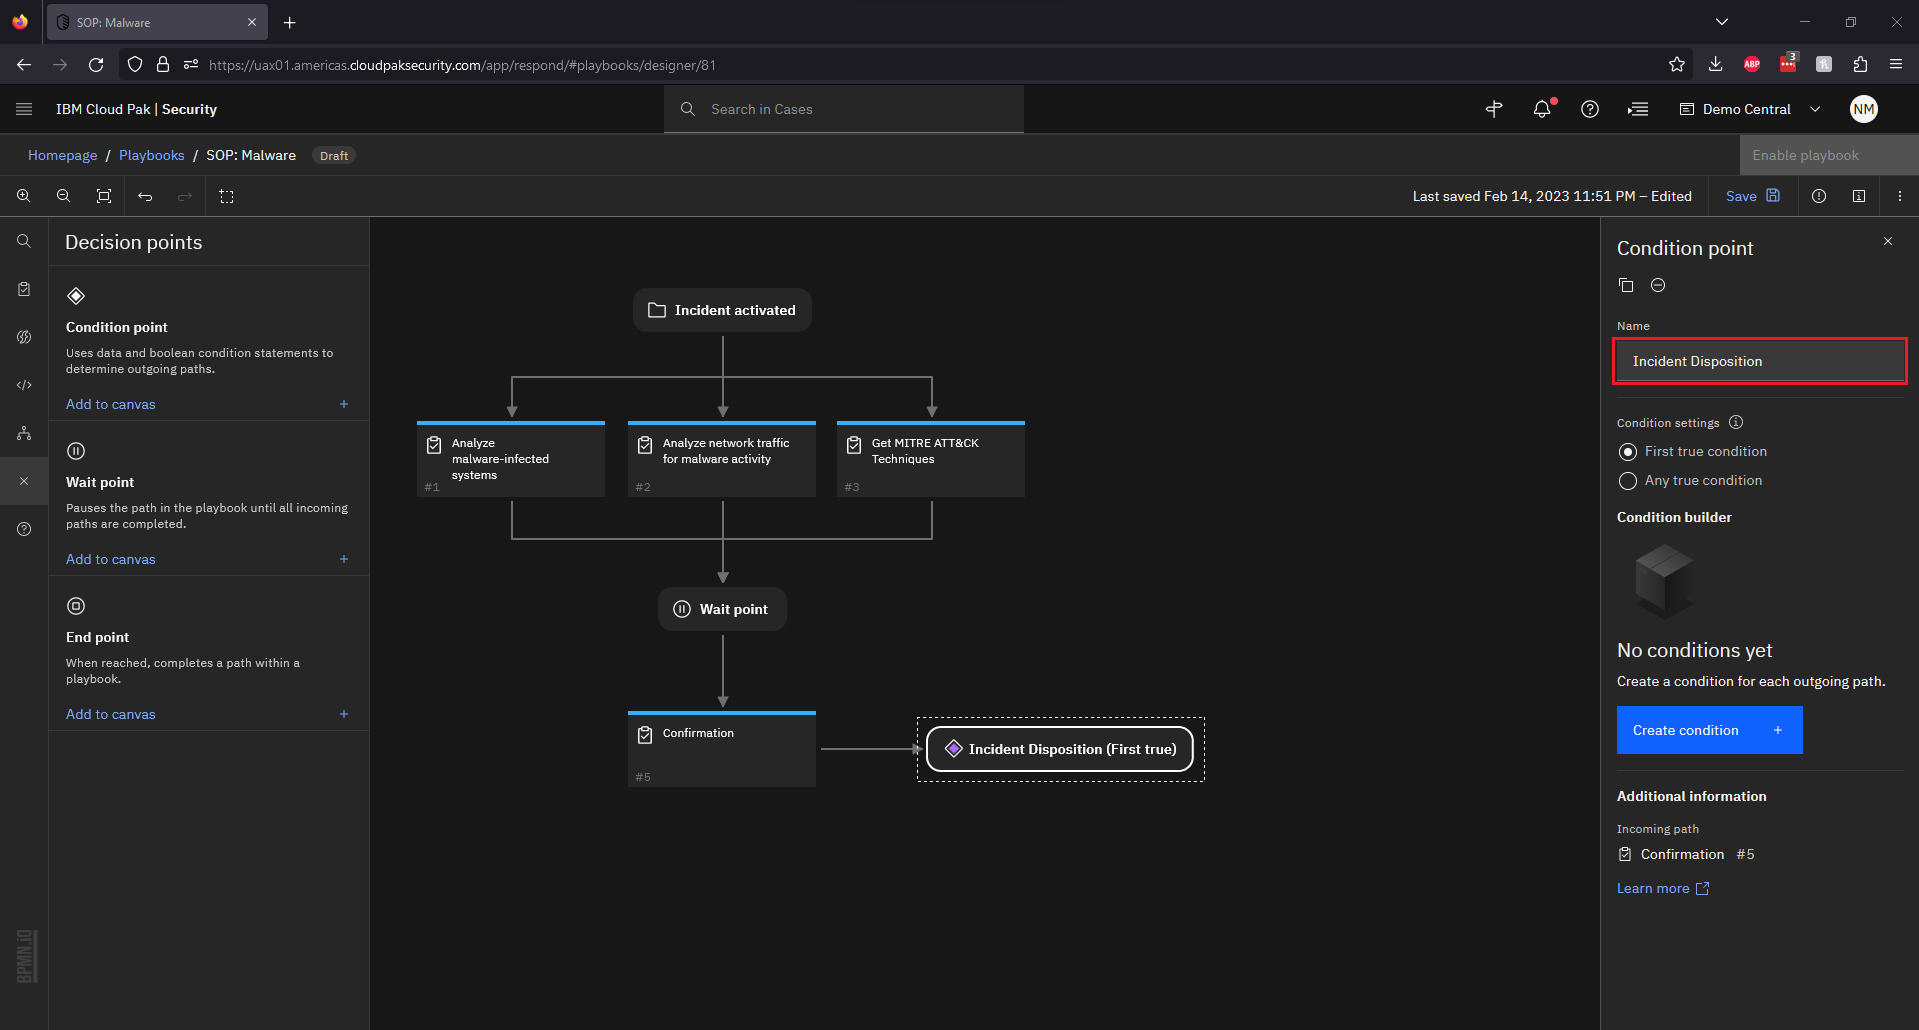 SOP: Malware
https://uax01.americas.cloudpaksecurity.com/app/respond/#playbooks/designer/81
ABP
3
IBM Cloud Pak | Security
Search in Cases
Demo Central
NM
Homepage / Playbooks / SOP: Malware
Draft
Enable playbook
Last saved Feb 14, 2023 11:51 PM – Edited
Save
Decision points
Condition point
Uses data and boolean condition statements to
determine outgoing paths.
Add to canvas +
Wait point
Pauses the path in the playbook until all incoming
paths are completed.
Add to canvas +
End point
When reached, completes a path within a
playbook.
Add to canvas +
BPMN.iO
Incident activated
Analyze
malware-infected
systems
#1
Analyze network traffic
for malware activity
#2
Get MITRE ATT&CK
Techniques
#3
Wait point
Confirmation
#5
Incident Disposition (First true)
Condition point
Name
Incident Disposition
Condition settings
First true condition
Any true condition
Condition builder
No conditions yet
Create a condition for each outgoing path.
Create condition +
Additional information
Incoming path
Confirmation #5
Learn more